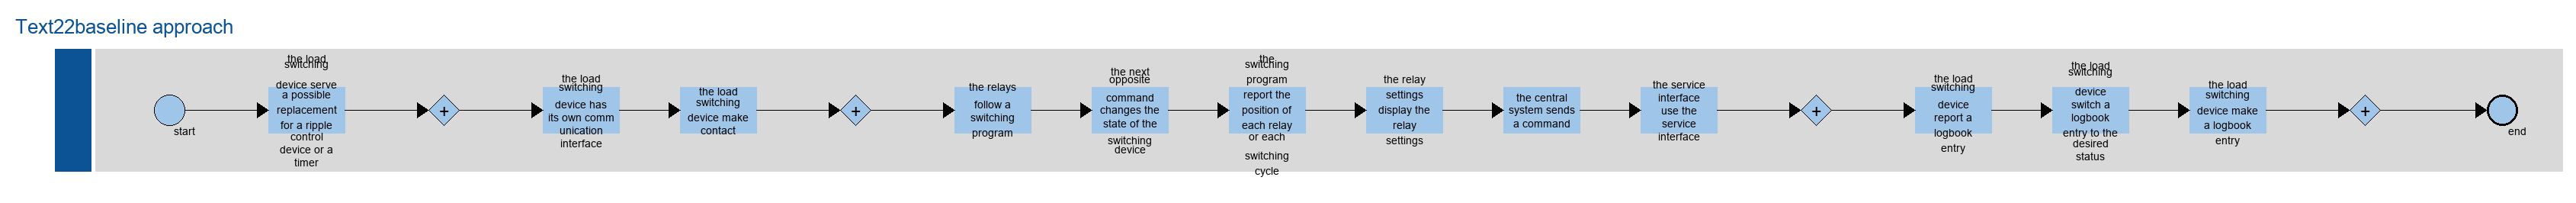 Text22baseline approach
start
the load
switching
device serve
a possible
replacement
for a ripple
control
device or a
timer
+
the load
switching
device has
its own comm
unication
interface
the load
switching
device make
contact
+
the relays
follow a
switching
program
the next
opposite
command
changes the
state of the
switching
device
the
switching
program
report the
position of
each relay
or each
switching
cycle
the relay
settings
display the
relay
settings
the central
system sends
a command
the service
interface
use the
service
interface
+
the load
switching
device
report a
logbook
entry
the load
switching
device
switch a
logbook
entry to the
desired
status
the load
switching
device make
a logbook
entry
+
end